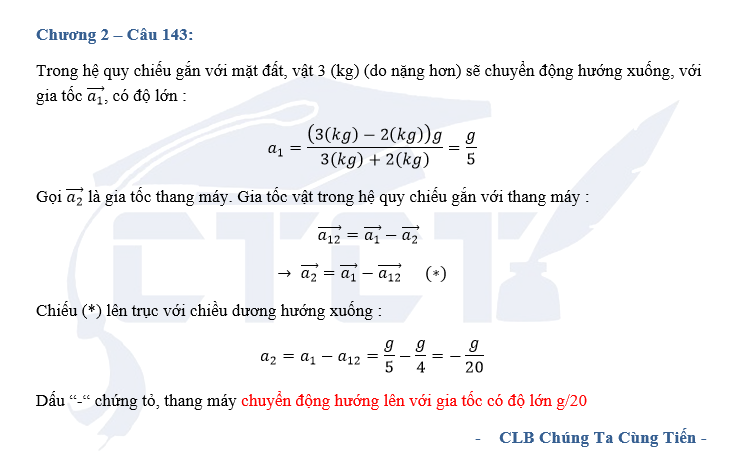 Chương 2 – Câu 143:
Trong hệ quy chiếu gắn với mặt đất, vật 3 (kg) (do nặng hơn) sẽ chuyển động hướng xuống, với
gia tốc $\overrightarrow{a_1}$, có độ lớn :
$a_1 = \frac{(3(kg) - 2(kg))g}{3(kg) + 2(kg)} = \frac{g}{5}$
Gọi $\overrightarrow{a_2}$ là gia tốc thang máy. Gia tốc vật trong hệ quy chiếu gắn với thang máy :
$\overrightarrow{a_{12}} = \overrightarrow{a_1} - \overrightarrow{a_2}$
$\rightarrow \overrightarrow{a_2} = \overrightarrow{a_1} - \overrightarrow{a_{12}} \quad (*)$
Chiếu (*) lên trục với chiều dương hướng xuống :
$a_2 = a_1 - a_{12} = \frac{g}{5} - \frac{g}{4} = -\frac{g}{20}$
Dấu “-“ chứng tỏ, thang máy chuyển động hướng lên với gia tốc có độ lớn g/20
- CLB Chúng Ta Cùng Tiến -
CTCT